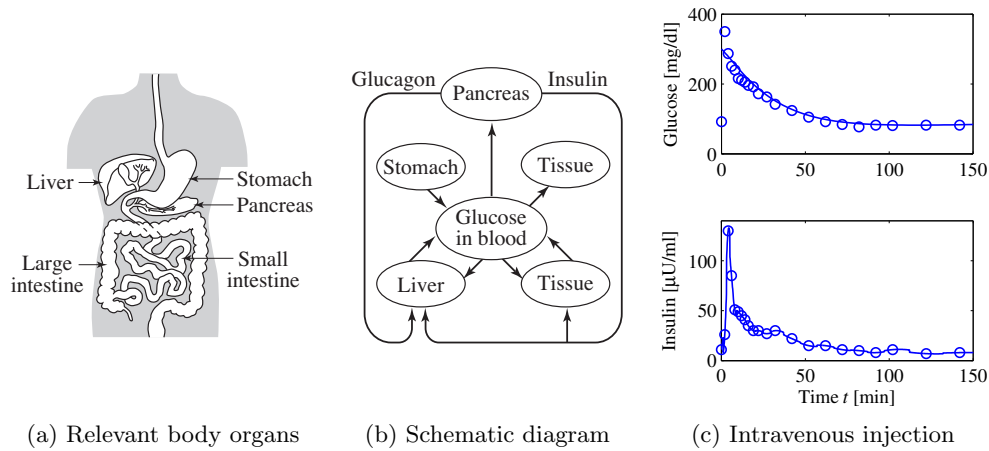 Liver
Stomach
Pancreas
Large
intestine
Small
intestine
(a) Relevant body organs
Glucagon
Insulin
Pancreas
Stomach
Tissue
Glucose
in blood
Liver
Tissue
(b) Schematic diagram
Glucose [mg/dl]
400
200
0
0
50
100
150
Insulin [µU/ml]
100
50
0
0
50
100
150
Time t [min]
(c) Intravenous injection